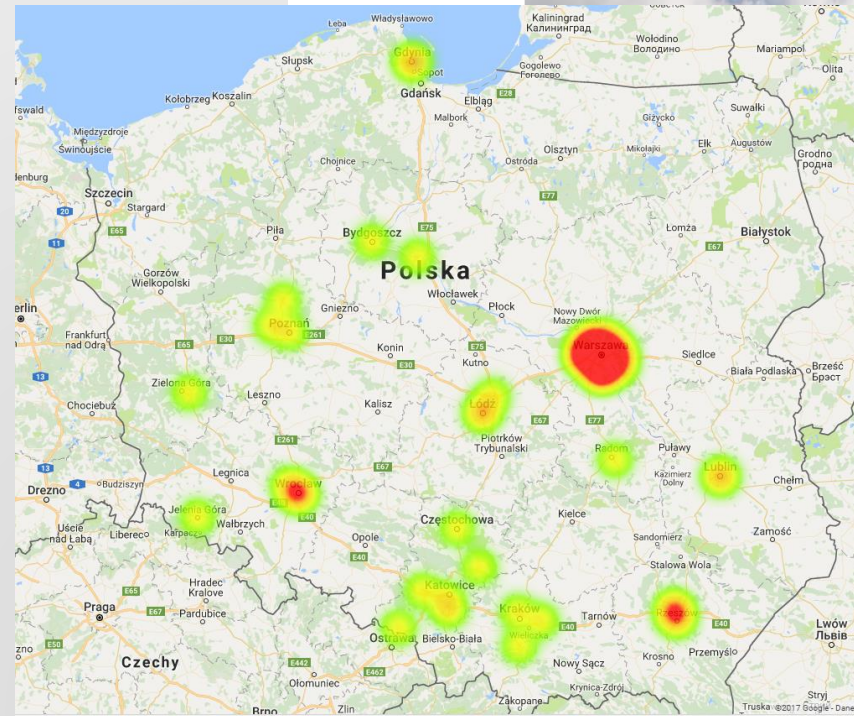 Władysławowo
Łeba
Kaliningrad
Калининград
Wołodino
Володино
Mariampol
Gdynia
Słupsk
Sopot
Gogolewo
Гоголево
Olita
Gdańsk
E28
Kołobrzeg
Koszalin
Elbląg
Suwałki
Malbork
Giżycko
Międzyzdroje
Świnoujście
Olsztyn
Mikołajki
Ełk
Augustów
Chojnice
Ostróda
Grodno
Гродна
Szczecin
E77
Stargard
20
E65
Piła
Bydgoszcz
E75
Łomża
Białystok
11
E67
Polska
Gorzów
Wielkopolski
Włocławek
Płock
Gniezno
Nowy Dwór
Mazowiecki
Poznań
E261
Frankfurt
nad Odrą
E65
E30
Konin
E75
Warszawa
Siedlce
Kutno
E30
Brześć
Брэст
Biała Podlaska
13
Zielona Góra
Leszno
Chociebuż
Kalisz
Łódź
E67
E77
E261
Piotrków
Trybunalski
Radom
Puławy
13
4
Budziszyn
Legnica
E67
Lublin
Kazimierz
Dolny
Chełm
Drezno
Wrocław
E40
Jelenia Góra
Karpacz
Wałbrzych
Częstochowa
Kielce
Uście
nad Łabą
Liberec
Opole
Sandomierz
Zamość
E40
Stalowa Wola
Hradec
Kralove
E65
Katowice
Praga
E67
Pardubice
Kraków
Tarnów
Rzeszów
E40
Lwów
Львів
E40
Wieliczka
Ostrawa
Bielsko-Biała
E50
Krosno
Przemyśl
Czechy
E442
E462
Nowy Sącz
Ołomuniec
Krynica-Zdrój
Stryj
Zakopane
Brno
Zlin
Truska
©2017 Google - Dane